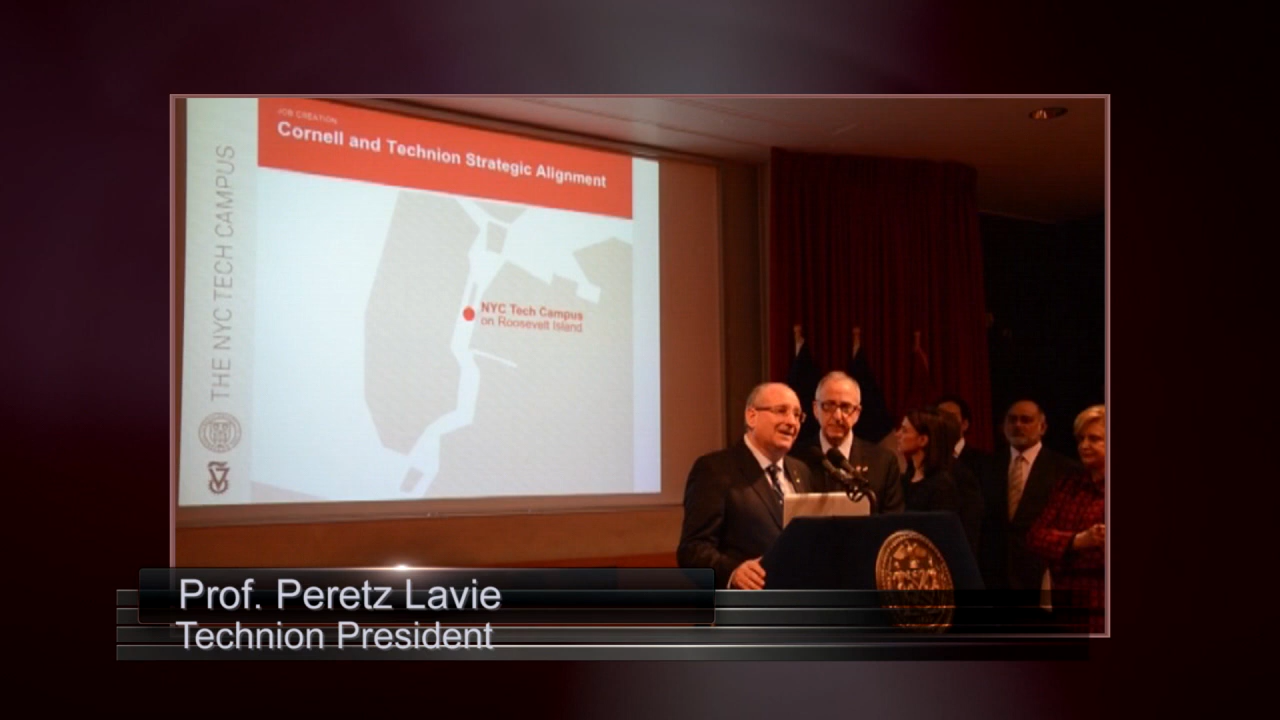 JOB CREATION
Cornell and Technion Strategic Alignment
THE NYC TECH CAMPUS
NYC Tech Campus
on Roosevelt Island
Prof. Peretz Lavie
Technion President